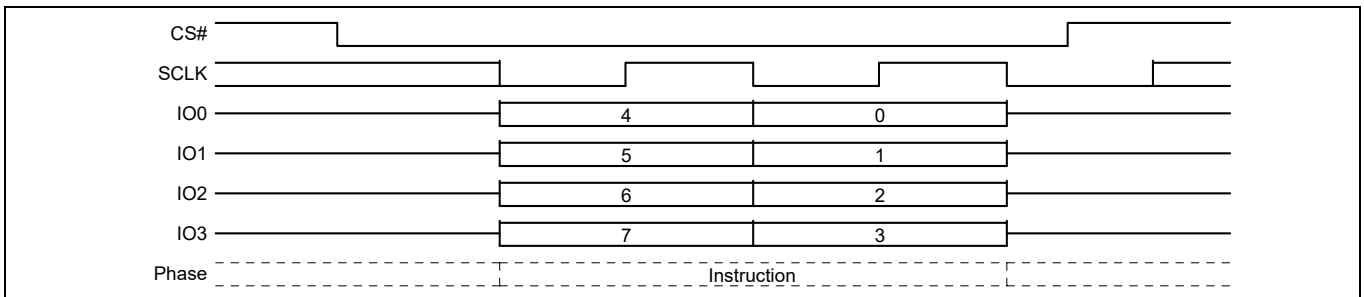 CS#
SCLK
IO0 4 0
IO1 5 1
IO2 6 2
IO3 7 3
Phase Instruction